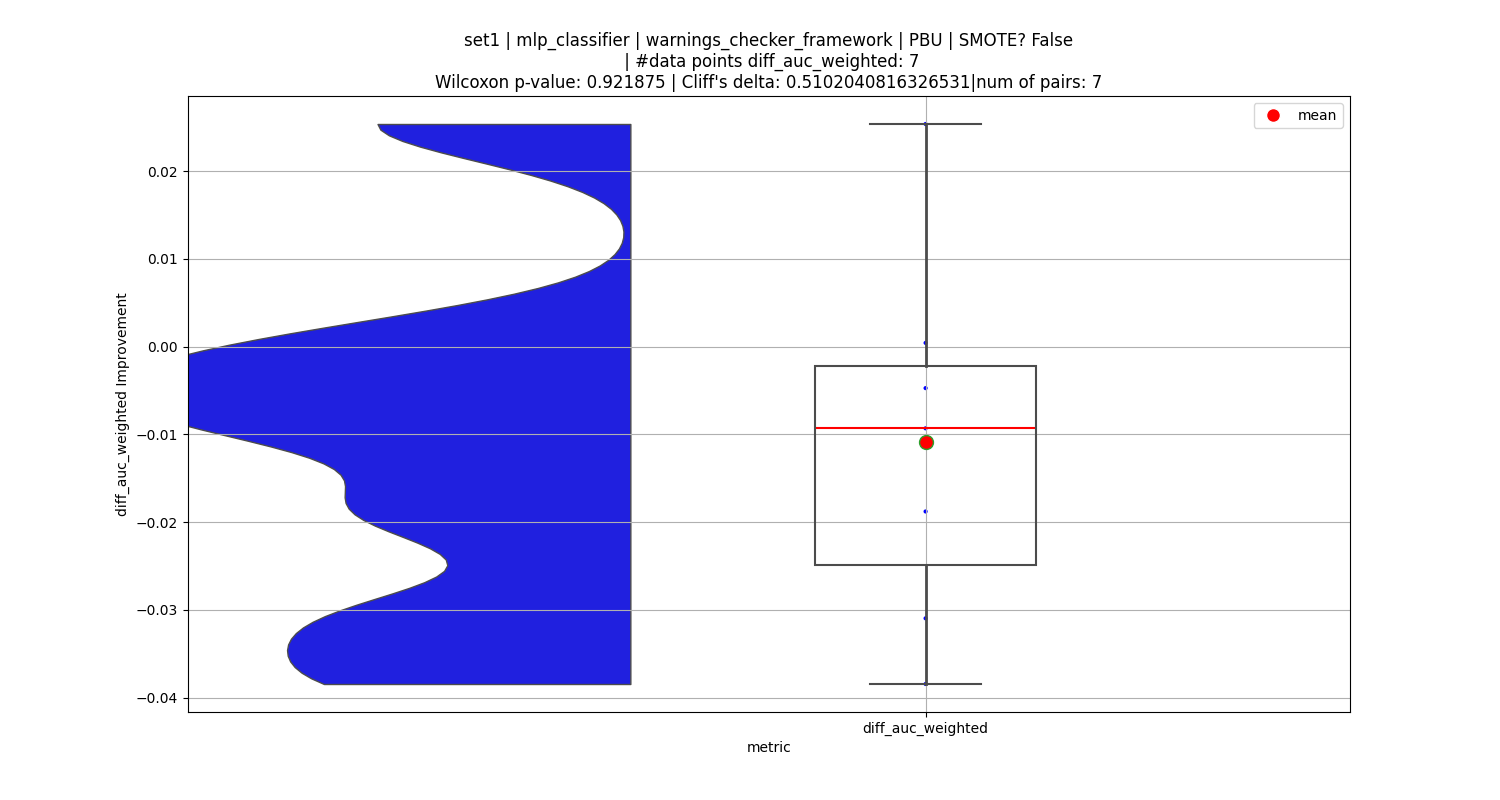 set1 | mlp_classifier | warnings_checker_framework | PBU | SMOTE? False
| #data points diff_auc_weighted: 7
Wilcoxon p-value: 0.921875 | Cliff's delta: 0.5102040816326531|num of pairs: 7
mean
0.02
0.01
0.00
−0.01
−0.02
−0.03
−0.04
diff_auc_weighted Improvement
diff_auc_weighted
metric